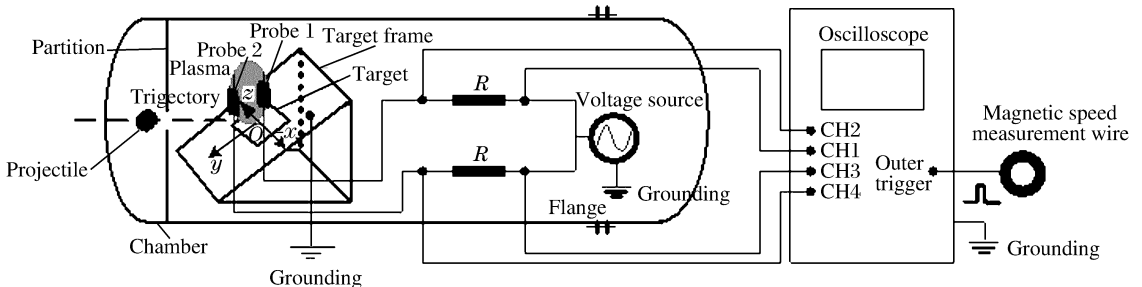 Partition
Probe 1
Probe 2
Plasma
Target frame
Target
Trigectory
z
O
x
y
Projectile
Chamber
Grounding
R
R
Voltage source
Grounding
Flange
Oscilloscope
CH2
CH1
CH3
CH4
Outer
trigger
Magnetic speed
measurement wire
Grounding